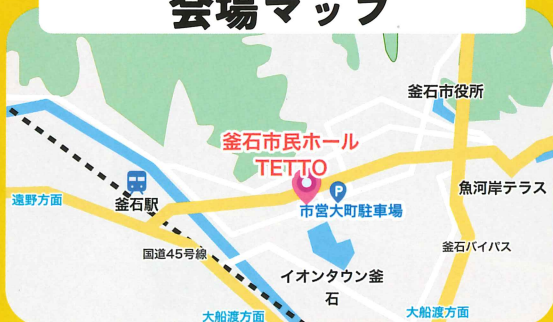 会場マップ
釜石市役所
釜石市民ホール
TETTO
P
魚河岸テラス
遠野方面
釜石駅
市営大町駐車場
国道45号線
釜石バイパス
イオンタウン釜
石
大船渡方面
大船渡方面